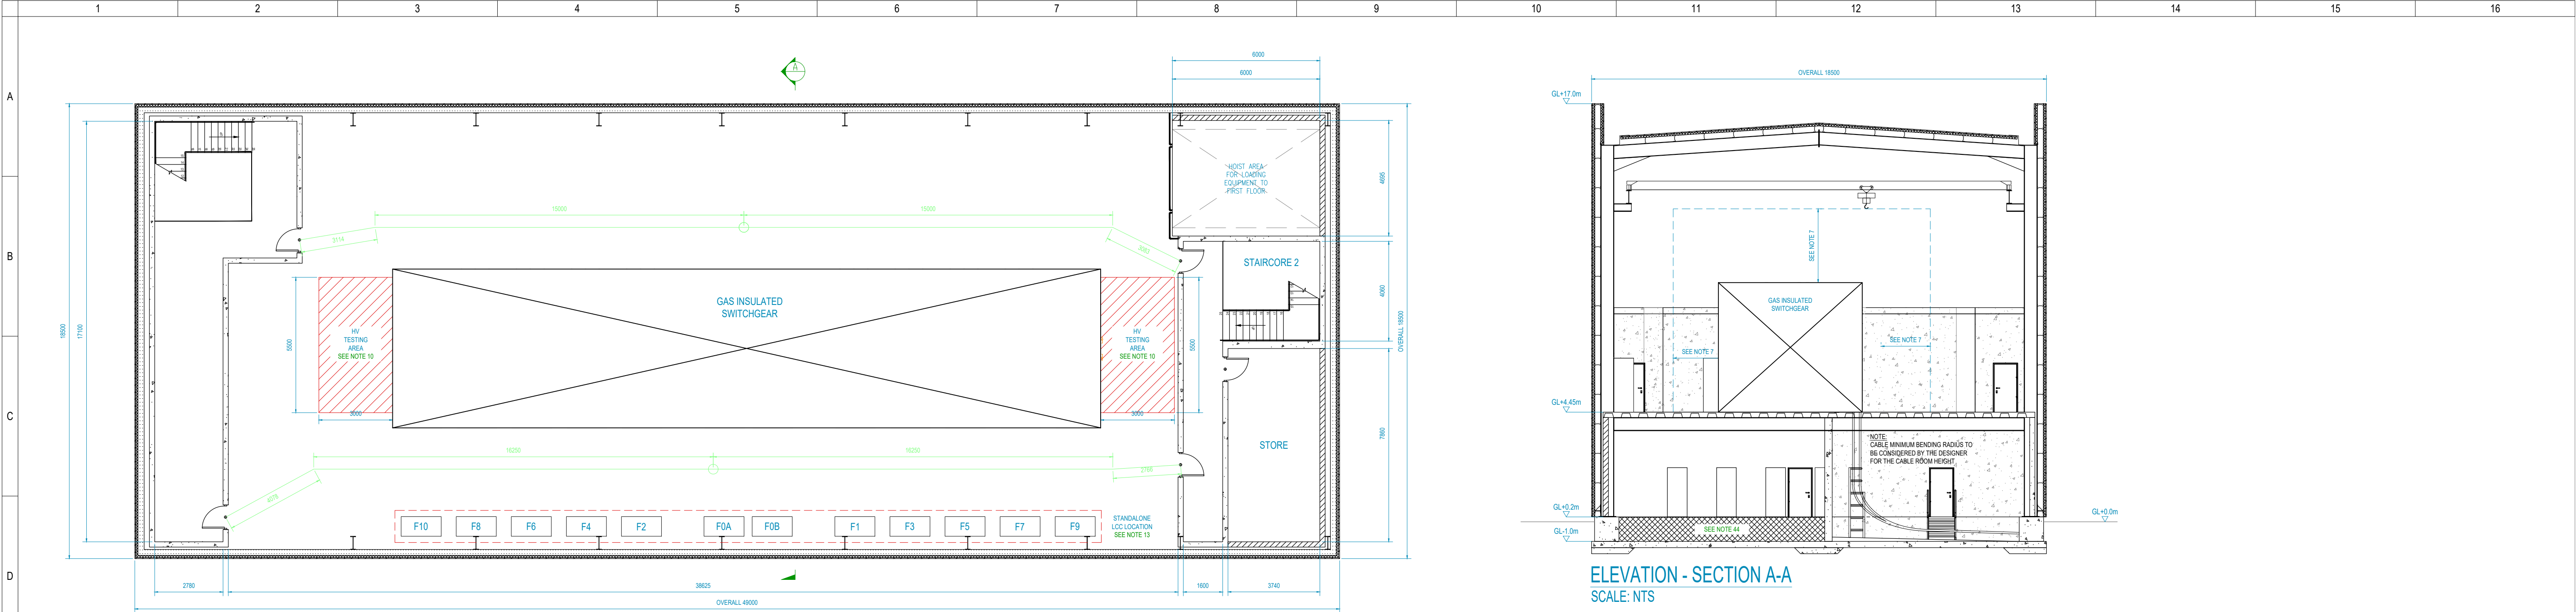 1 2 3 4 5 6 7 8 9 10 11 12 13 14 15 16
A
B
C
D
A
6000
6000
HOIST AREA
FOR LOADING
EQUIPMENT TO
FIRST FLOOR
4695
15000
15000
3114
STAIRCORE 2
4060
GAS INSULATED
SWITCHGEAR
18500
17100
5500
HV
TESTING
AREA
SEE NOTE 10
HV
TESTING
AREA
SEE NOTE 10
5500
OVERALL 18500
3000
3000
7860
STORE
16250
16250
F10 F8 F6 F4 F2 F0A F0B F1 F3 F5 F7 F9
STANDALONE
LCC LOCATION
SEE NOTE 13
2780
38625
1600
3740
OVERALL 49000
OVERALL 18500
GL+17.0m
SEE NOTE 7
GAS INSULATED
SWITCHGEAR
SEE NOTE 7
SEE NOTE 7
GL+4.45m
NOTE:
CABLE MINIMUM BENDING RADIUS TO
BE CONSIDERED BY THE DESIGNER
FOR THE CABLE ROOM HEIGHT
GL+0.2m
GL+0.0m
SEE NOTE 44
GL-1.0m
ELEVATION - SECTION A-A
SCALE: NTS